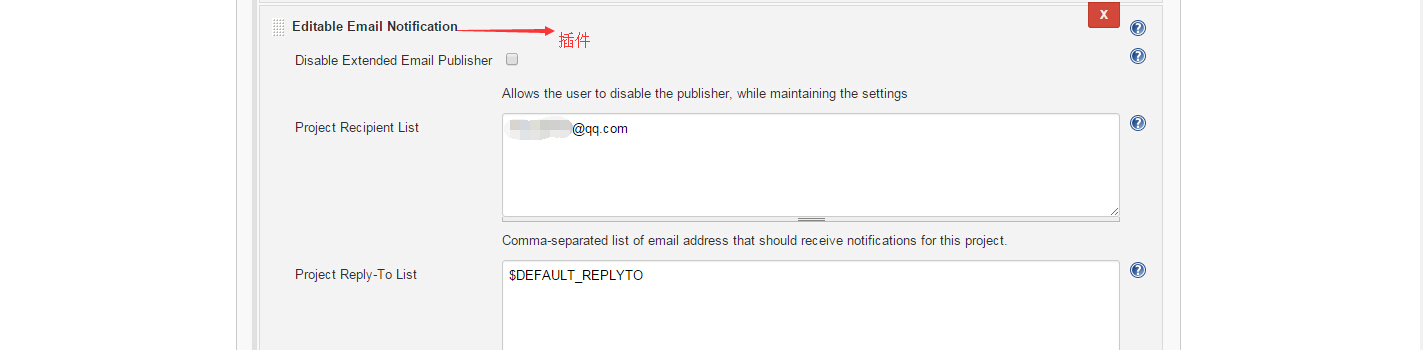 X
Editable Email Notification
插件
Disable Extended Email Publisher
Allows the user to disable the publisher, while maintaining the settings
Project Recipient List
@qq.com
Comma-separated list of email address that should receive notifications for this project.
Project Reply-To List
$DEFAULT_REPLYTO